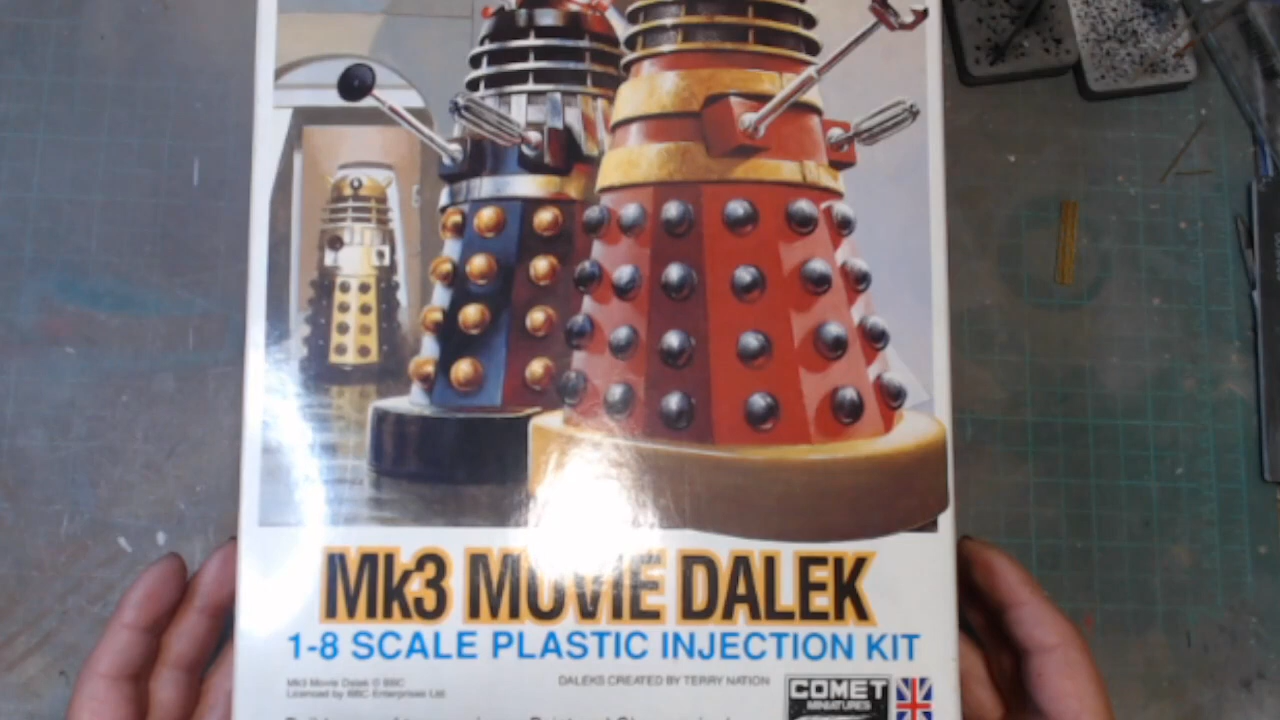 Mk3 MOVIE DALEK
1-8 SCALE PLASTIC INJECTION KIT
Mk3 Movie Dalek © BBC
Licensed by BBC Enterprises Ltd.
DALEKS CREATED BY TERRY NATION
COMET
MINIATURES